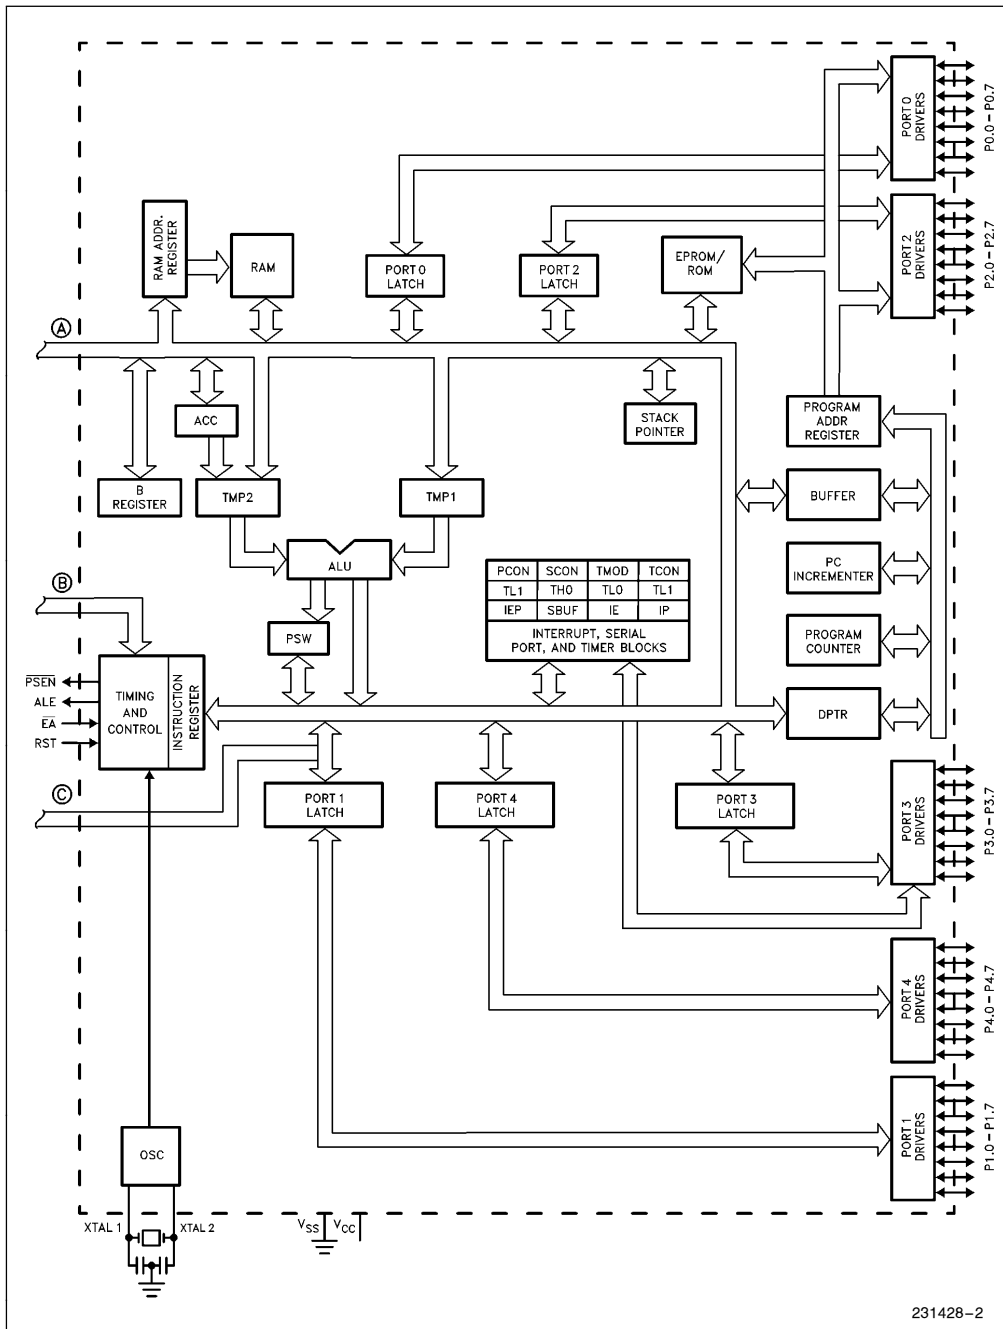 PORT 0
DRIVERS
P0.0–P0.7
RAM ADDR.
REGISTER
RAM
PORT 0
LATCH
PORT 2
LATCH
EPROM/
ROM
PORT 2
DRIVERS
P2.0–P2.7
A
ACC
STACK
POINTER
PROGRAM
ADDR
REGISTER
B
REGISTER
TMP2
TMP1
BUFFER
ALU
PC
INCREMENTER
B
PCON SCON TMOD TCON
TL1 TH0 TL0 TL1
IEP SBUF IE IP
INTERRUPT, SERIAL
PORT, AND TIMER BLOCKS
PSW
PROGRAM
COUNTER
PSEN
ALE
EA
RST
TIMING
AND
CONTROL
INSTRUCTION
REGISTER
DPTR
C
PORT 1
LATCH
PORT 4
LATCH
PORT 3
LATCH
PORT 3
DRIVERS
P3.0–P3.7
PORT 4
DRIVERS
P4.0–P4.7
PORT 1
DRIVERS
P1.0–P1.7
OSC
XTAL 1
XTAL 2
VSS
VCC
231428–2